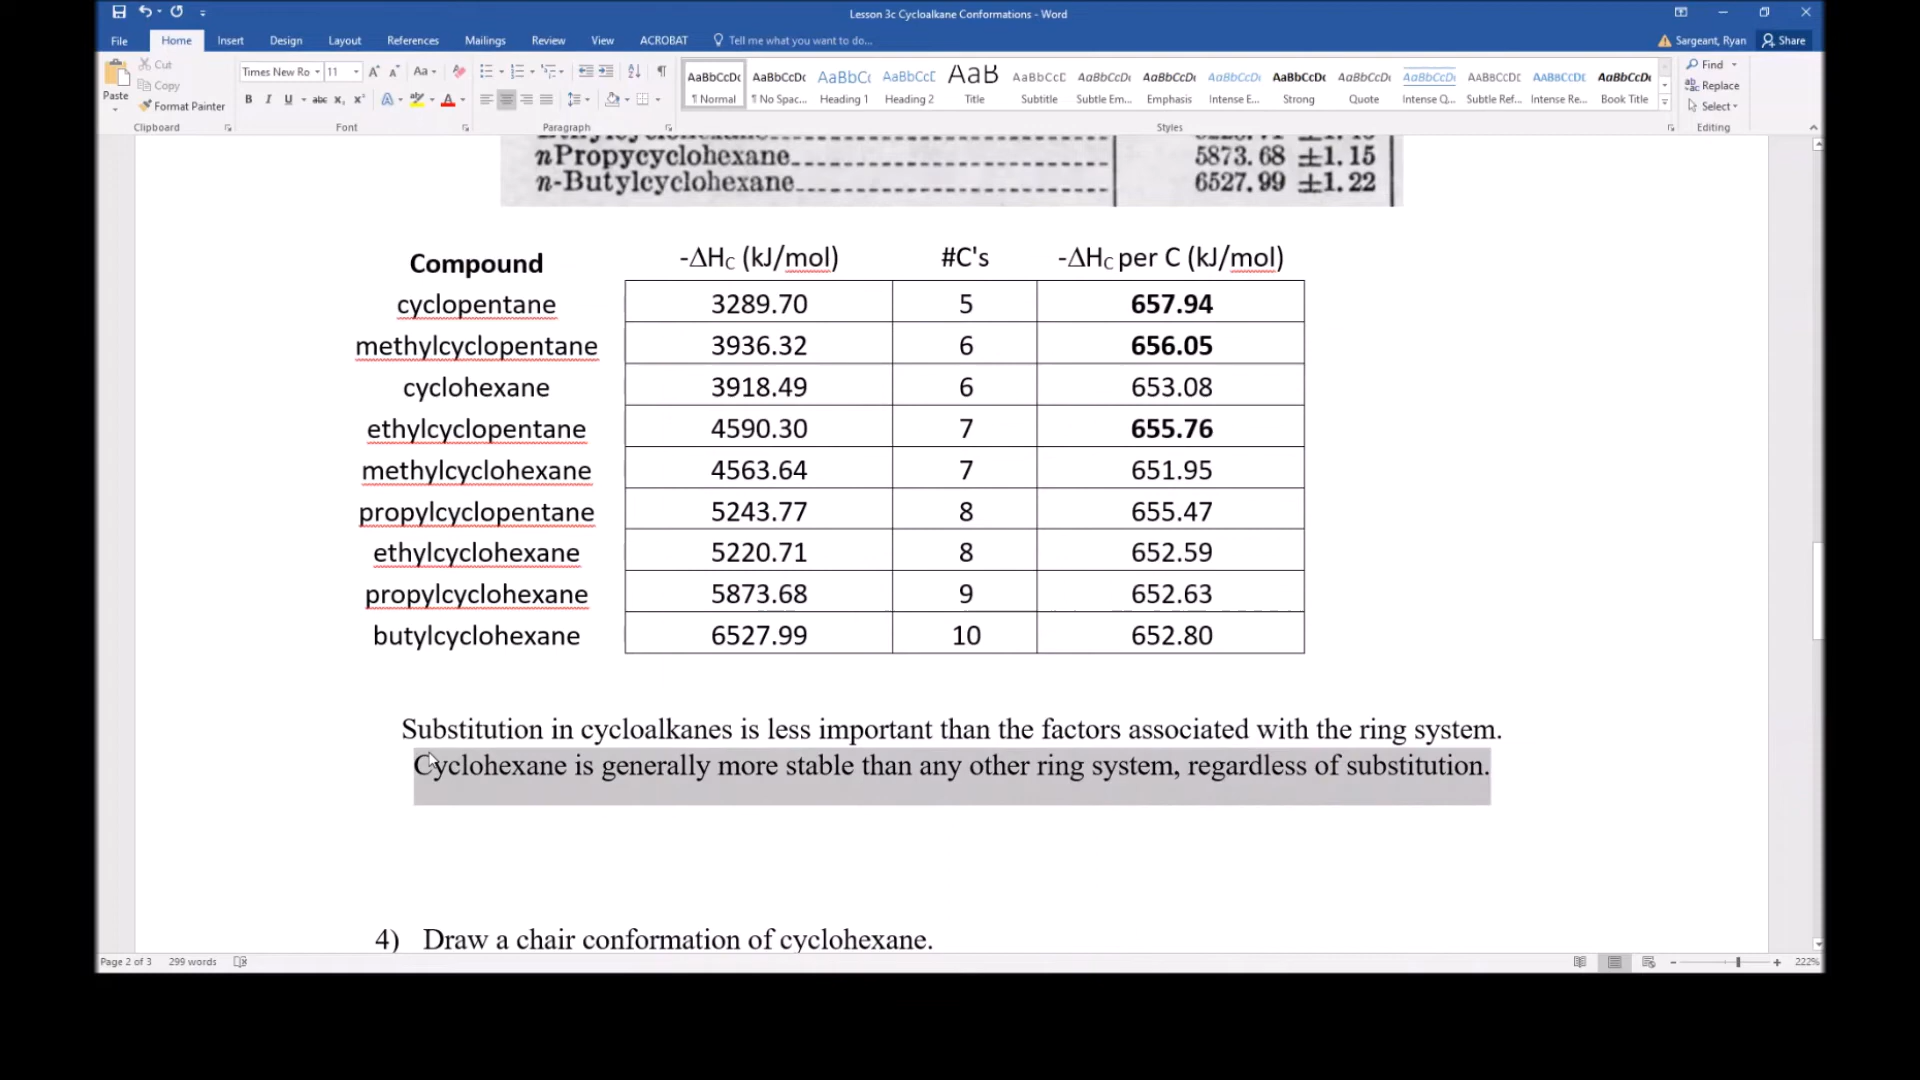 Lesson 3c Cycloalkane Conformations - Word
File Home Insert Design Layout References Mailings Review View ACROBAT Tell me what you want to do... Sargeant, Ryan Share
Paste
Cut
Copy
Format Painter
Clipboard
Times New Ro 11
Font
Paragraph
AaBbCcDc AaBbCcDc AaBbC( AaBbCcD AaB AaBbCcD AaBbCcDc AaBbCcDc AaBbCcDc AaBbCcDc AaBbCcDc AaBbCcDc AABBCCDD AABBCCDD AaBbCcDc
¶ Normal ¶ No Spac... Heading 1 Heading 2 Title Subtitle Subtle Em... Emphasis Intense E... Strong Quote Intense Q... Subtle Ref... Intense Re... Book Title
Styles
Find
Replace
Select
Editing
nPropycyclohexane 5873.68 ±1.15
n-Butylcyclohexane 6527.99 ±1.22
Compound -ΔHC (kJ/mol) #C's -ΔHC per C (kJ/mol)
cyclopentane 3289.70 5 657.94
methylcyclopentane 3936.32 6 656.05
cyclohexane 3918.49 6 653.08
ethylcyclopentane 4590.30 7 655.76
methylcyclohexane 4563.64 7 651.95
propylcyclopentane 5243.77 8 655.47
ethylcyclohexane 5220.71 8 652.59
propylcyclohexane 5873.68 9 652.63
butylcyclohexane 6527.99 10 652.80
Substitution in cycloalkanes is less important than the factors associated with the ring system.
Cyclohexane is generally more stable than any other ring system, regardless of substitution.
4) Draw a chair conformation of cyclohexane.
Page 2 of 3 299 words 222%